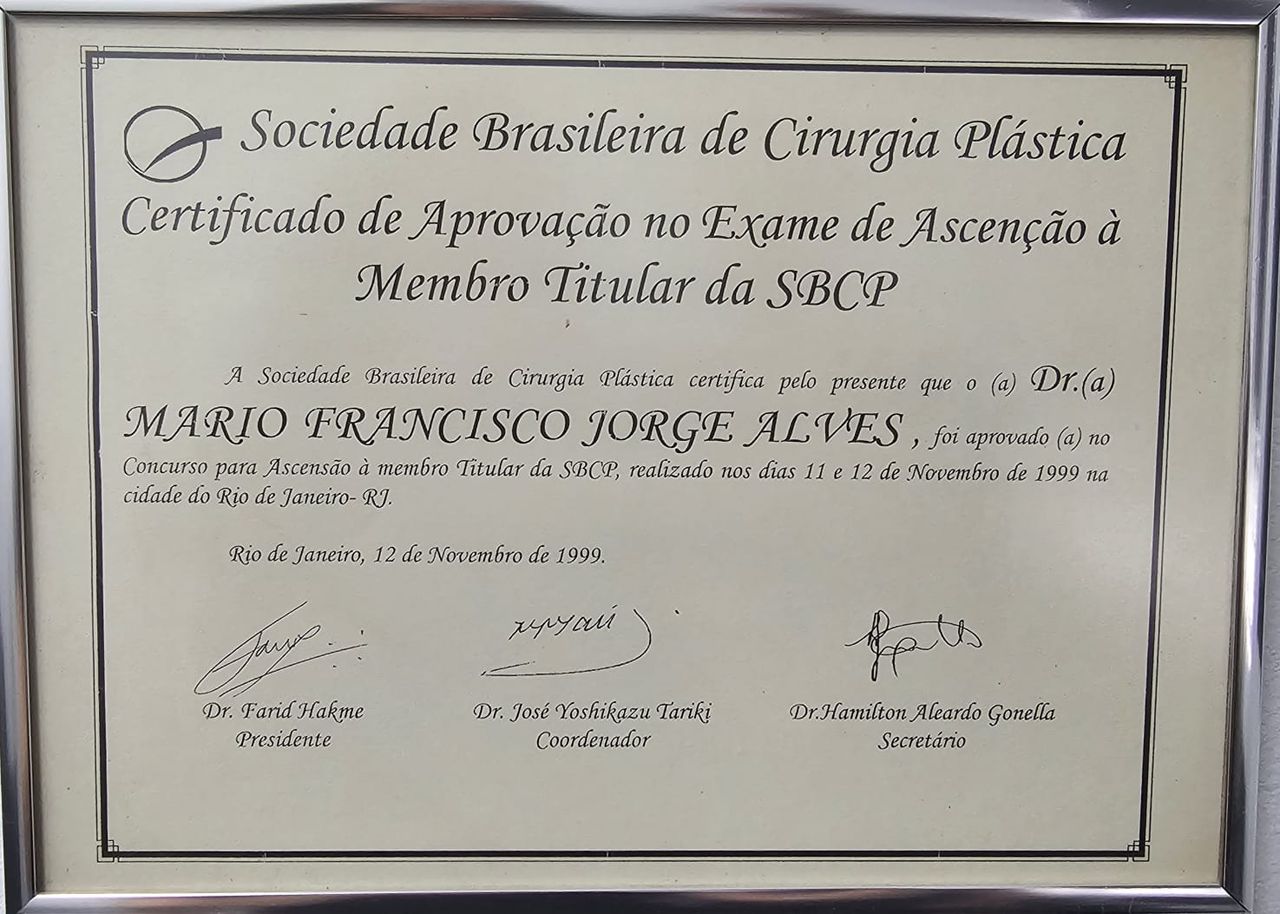 Sociedade Brasileira de Cirurgia Plástica
Certificado de Aprovação no Exame de Ascenção à
Membro Titular da SBCP
A Sociedade Brasileira de Cirurgia Plástica certifica pelo presente que o (a) Dr.(a)
MARIO FRANCISCO JORGE ALVES , foi aprovado (a) no
Concurso para Ascensão à membro Titular da SBCP, realizado nos dias 11 e 12 de Novembro de 1999 na
cidade do Rio de Janeiro- RJ.
Rio de Janeiro, 12 de Novembro de 1999.
Dr. Farid Hakme
Presidente
Dr. José Yoshikazu Tariki
Coordenador
Dr.Hamilton Aleardo Gonella
Secretário